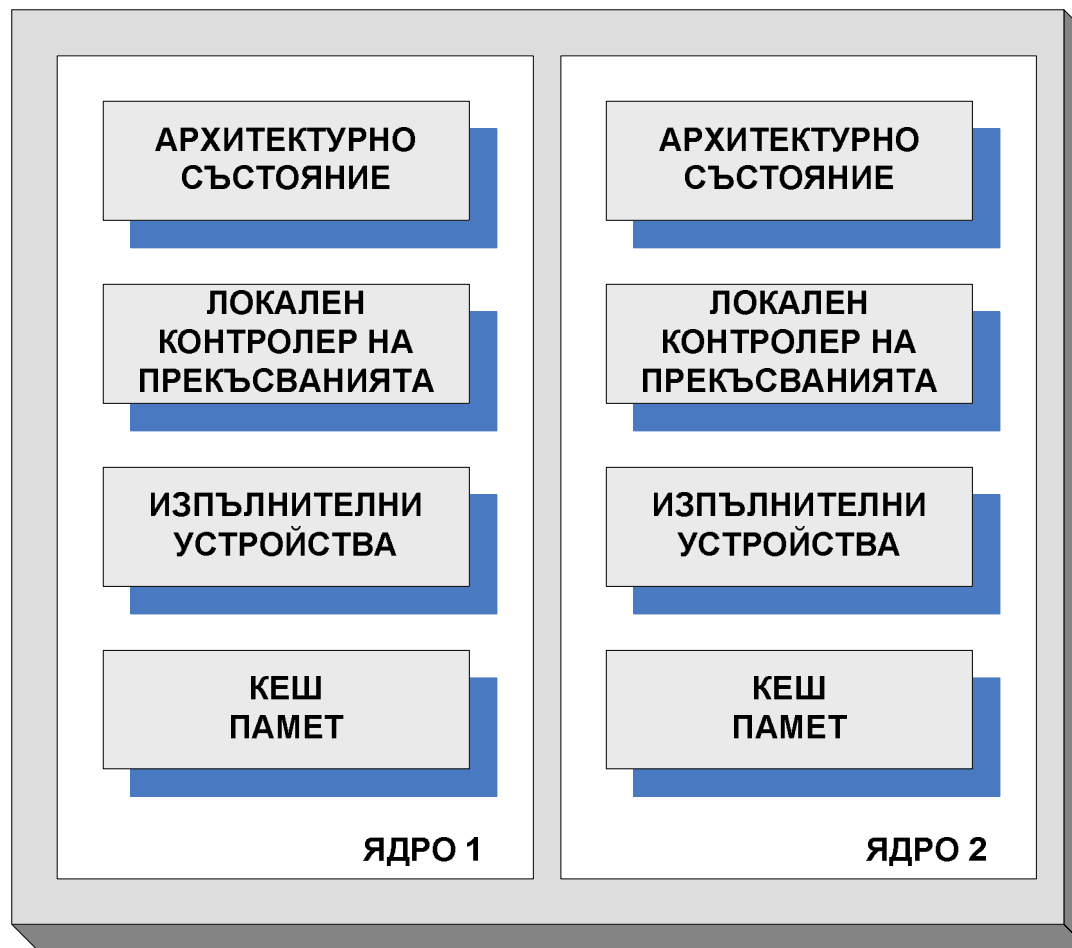 АРХИТЕКТУРНО
СЪСТОЯНИЕ
ЛОКАЛЕН
КОНТРОЛЕР НА
ПРЕКЪСВАНИЯТА
ИЗПЪЛНИТЕЛНИ
УСТРОЙСТВА
КЕШ
ПАМЕТ
ЯДРО 1
АРХИТЕКТУРНО
СЪСТОЯНИЕ
ЛОКАЛЕН
КОНТРОЛЕР НА
ПРЕКЪСВАНИЯТА
ИЗПЪЛНИТЕЛНИ
УСТРОЙСТВА
КЕШ
ПАМЕТ
ЯДРО 2